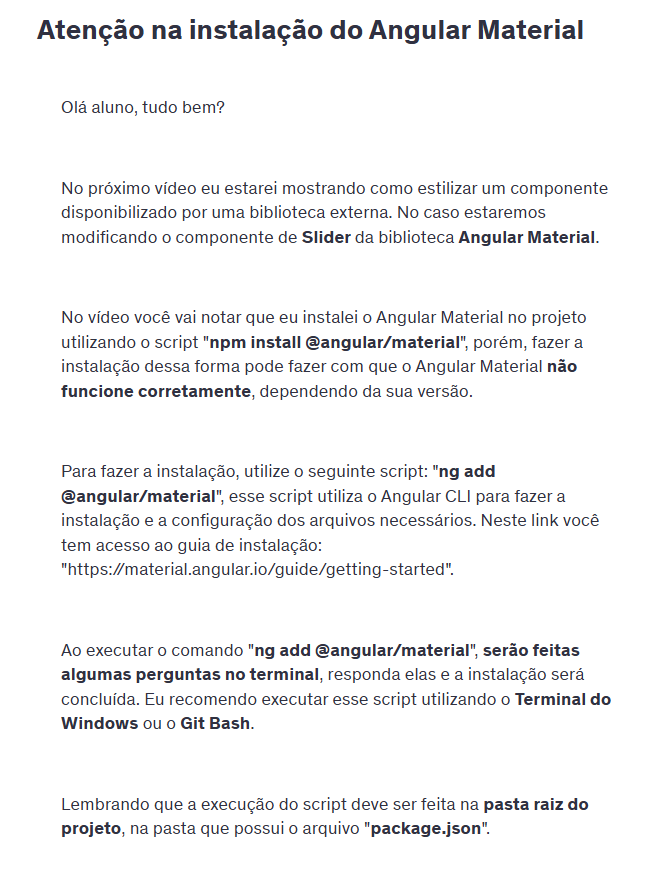 Atenção na instalação do Angular Material
Olá aluno, tudo bem?
No próximo vídeo eu estarei mostrando como estilizar um componente
disponibilizado por uma biblioteca externa. No caso estaremos
modificando o componente de Slider da biblioteca Angular Material.
No vídeo você vai notar que eu instalei o Angular Material no projeto
utilizando o script "npm install @angular/material", porém, fazer a
instalação dessa forma pode fazer com que o Angular Material não
funcione corretamente, dependendo da sua versão.
Para fazer a instalação, utilize o seguinte script: "ng add
@angular/material", esse script utiliza o Angular CLI para fazer a
instalação e a configuração dos arquivos necessários. Neste link você
tem acesso ao guia de instalação:
"https://material.angular.io/guide/getting-started".
Ao executar o comando "ng add @angular/material", serão feitas
algumas perguntas no terminal, responda elas e a instalação será
concluída. Eu recomendo executar esse script utilizando o Terminal do
Windows ou o Git Bash.
Lembrando que a execução do script deve ser feita na pasta raiz do
projeto, na pasta que possui o arquivo "package.json".